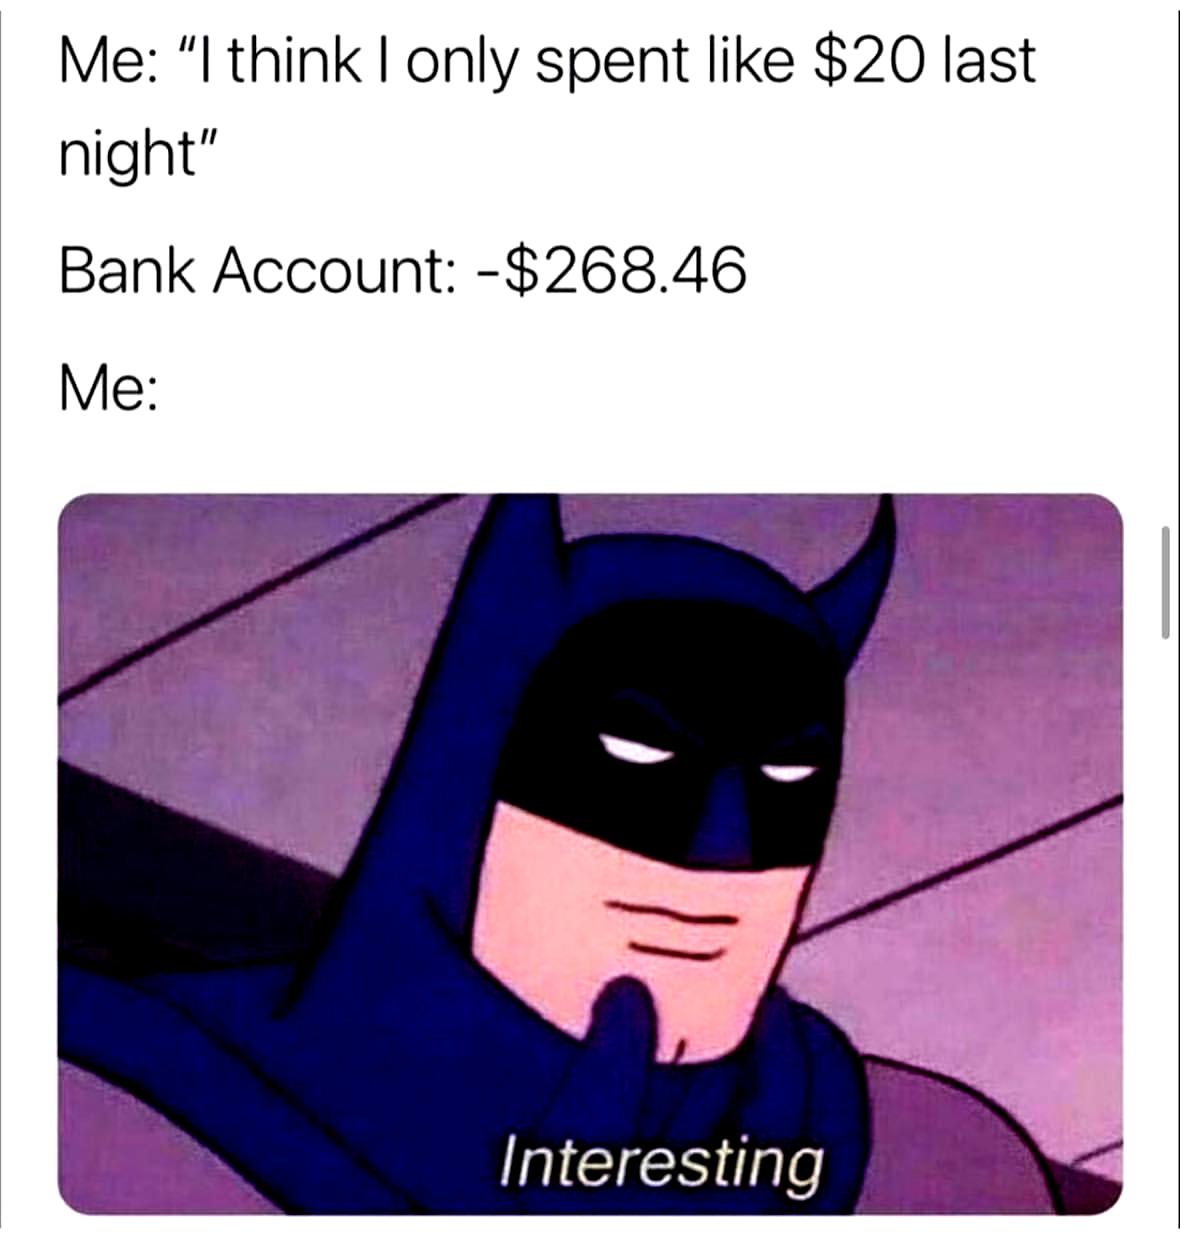 Me: “I think I only spent like $20 last
night”
Bank Account: -$268.46
Me:
Interesting